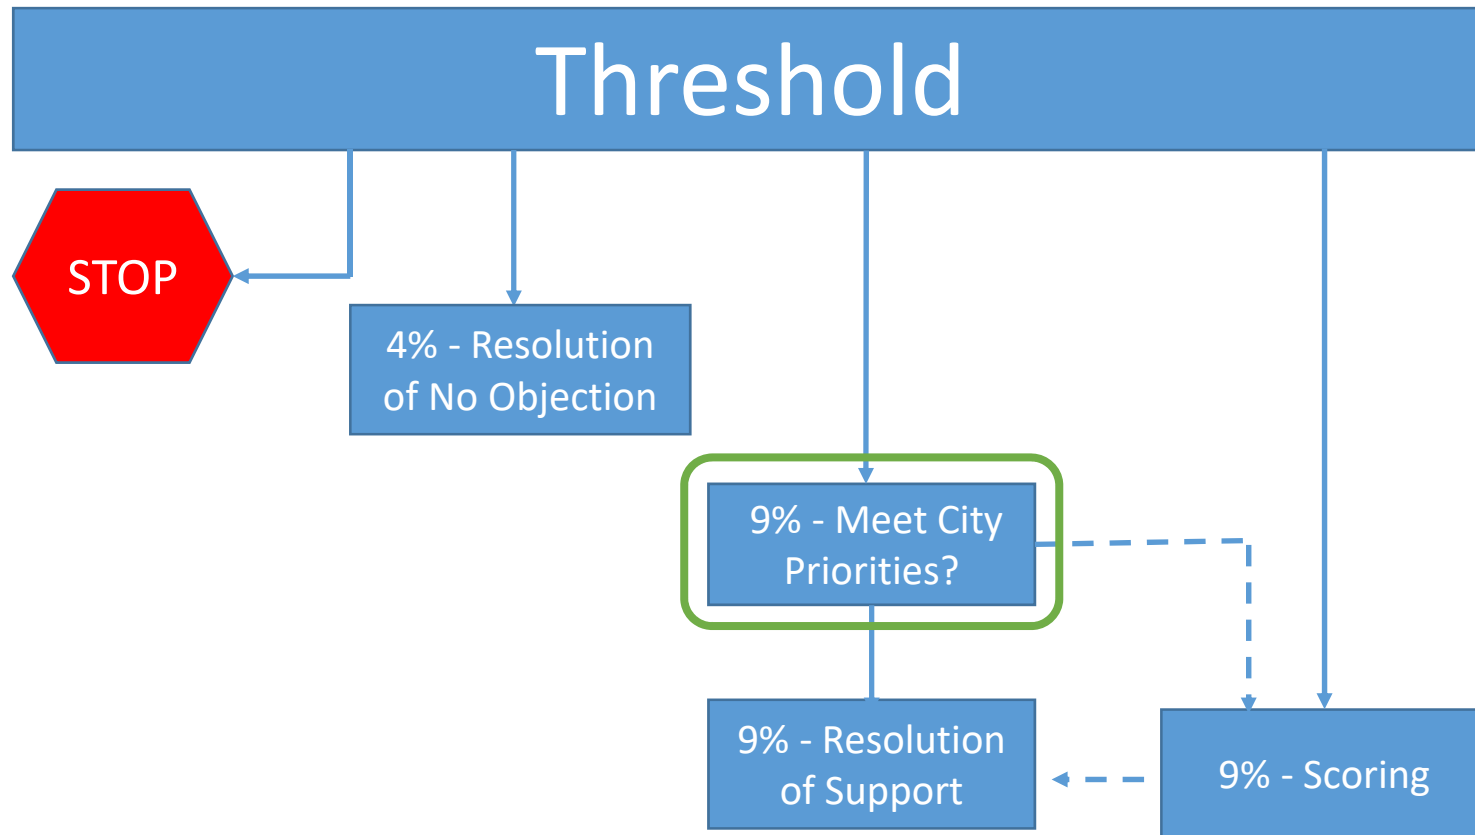 Threshold
STOP
4% - Resolution
of No Objection
9% - Meet City
Priorities?
9% - Resolution
of Support
9% - Scoring